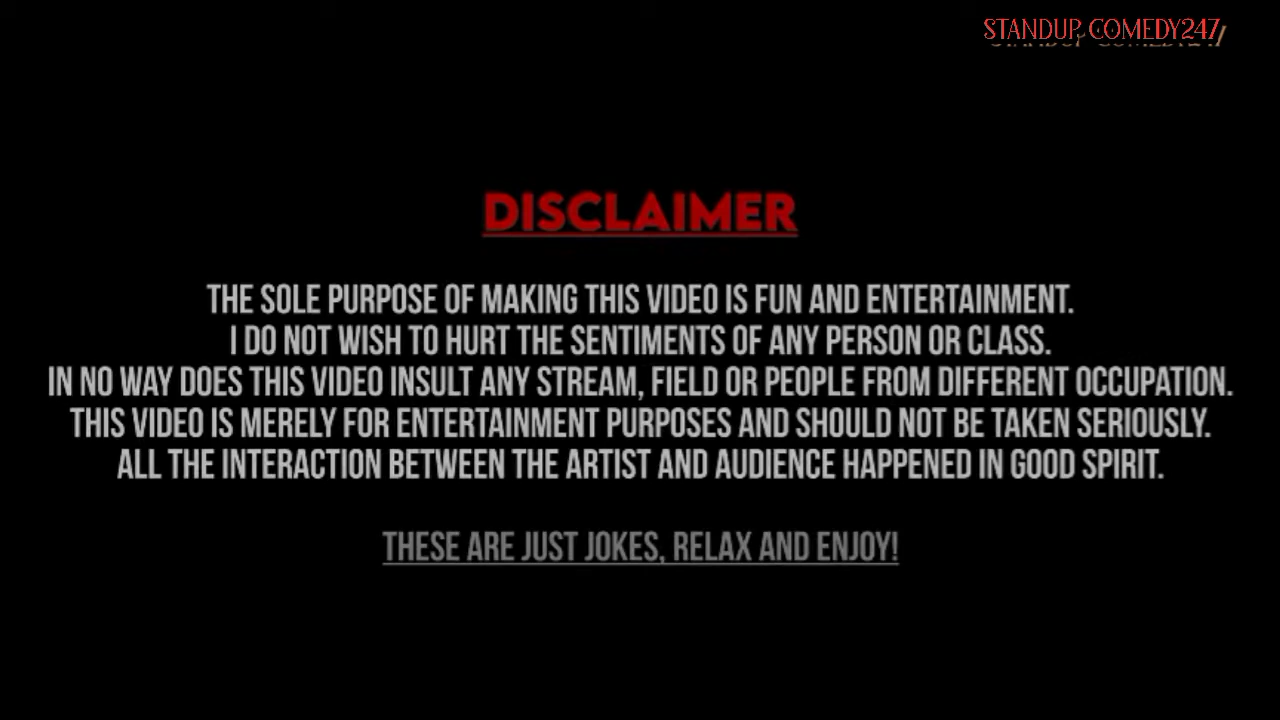 STANDUP COMEDY247
DISCLAIMER
THE SOLE PURPOSE OF MAKING THIS VIDEO IS FUN AND ENTERTAINMENT.
I DO NOT WISH TO HURT THE SENTIMENTS OF ANY PERSON OR CLASS.
IN NO WAY DOES THIS VIDEO INSULT ANY STREAM, FIELD OR PEOPLE FROM DIFFERENT OCCUPATION.
THIS VIDEO IS MERELY FOR ENTERTAINMENT PURPOSES AND SHOULD NOT BE TAKEN SERIOUSLY.
ALL THE INTERACTION BETWEEN THE ARTIST AND AUDIENCE HAPPENED IN GOOD SPIRIT.
THESE ARE JUST JOKES, RELAX AND ENJOY!